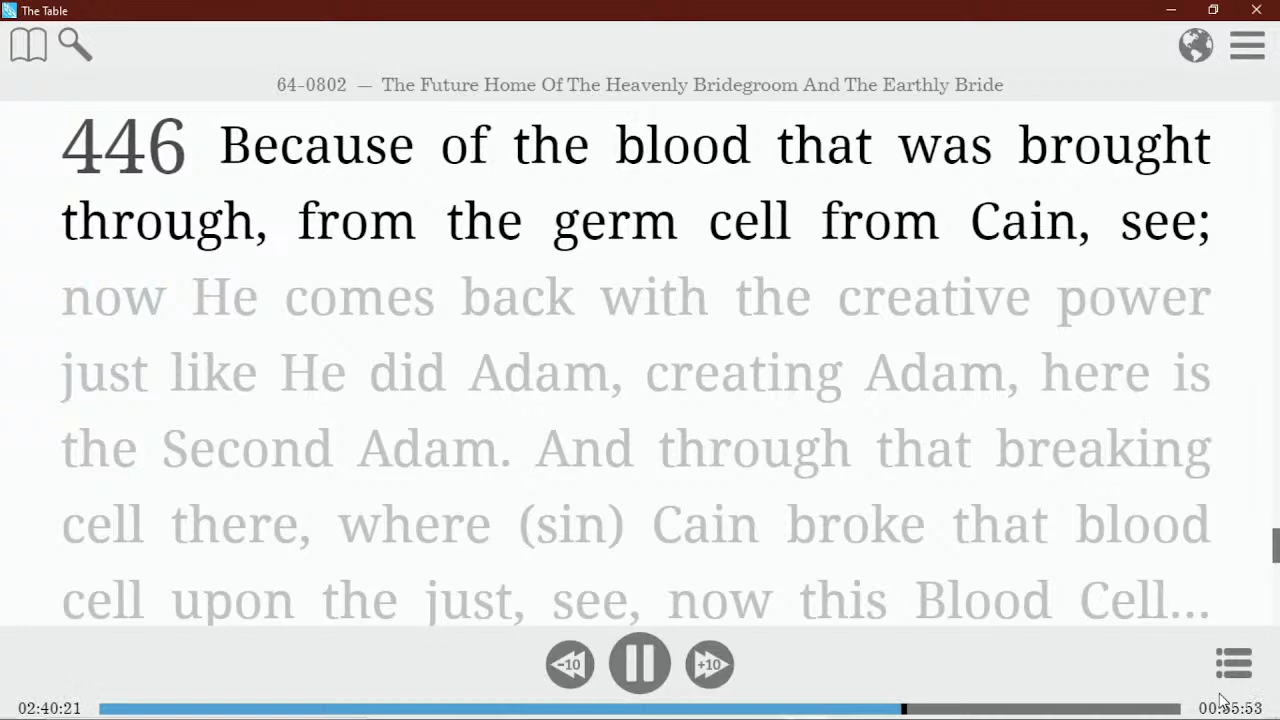 The Table
64-0802 — The Future Home Of The Heavenly Bridegroom And The Earthly Bride
446 Because of the blood that was brought
through, from the germ cell from Cain, see;
now He comes back with the creative power
just like He did Adam, creating Adam, here is
the Second Adam. And through that breaking
cell there, where (sin) Cain broke that blood
cell upon the just, see, now this Blood Cell...
-10
+10
02:40:21
00:55:53